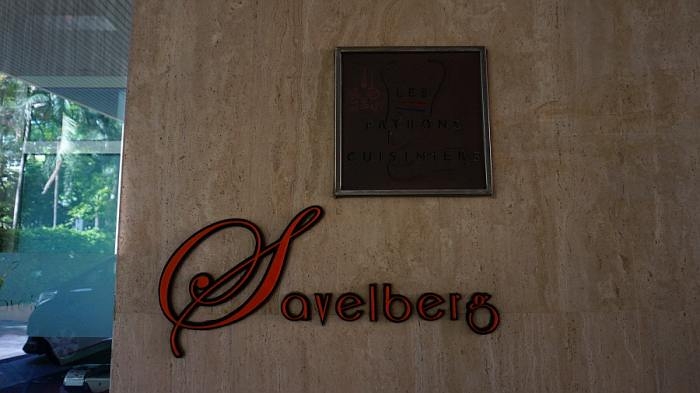 LES
PATRONS
CUISINIERS
Savelberg